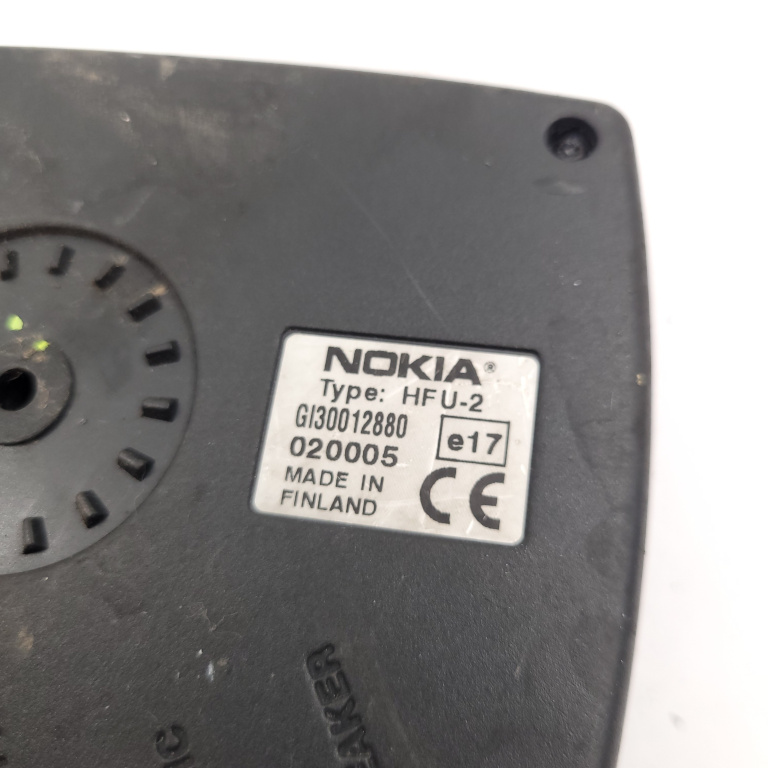 NOKIA®
Type: HFU-2
GI30012880
020005
e17
MADE IN
FINLAND
CE